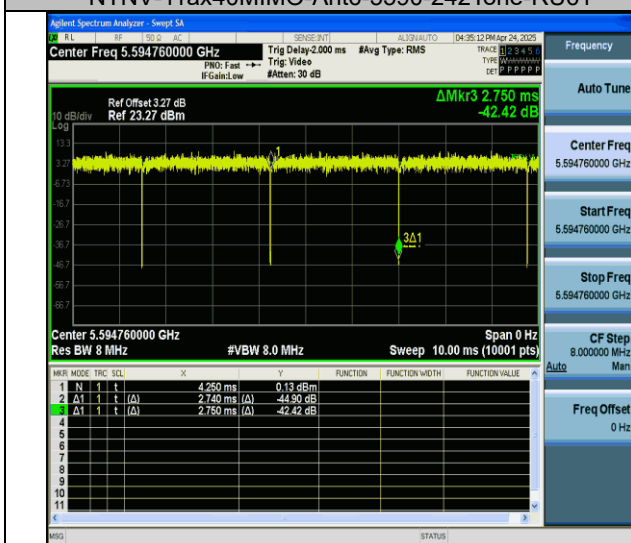 NTNV-11ax40MIMO-Ant6-5590-242Tone-RU61
Agilent Spectrum Analyzer - Swept SA
RL RF 50 Ω AC SENSE:INT ALIGNAUTO 04:35:12 PM Apr 24, 2025
Center Freq 5.594760000 GHz Trig Delay-2.000 ms #Avg Type: RMS TRACE 1 2 3 4 5 6
PNO: Fast Trig: Video TYPE WWWWWW
IFGain:Low #Atten: 30 dB DET P P P P P P
Frequency
Auto Tune
Center Freq
5.594760000 GHz
Start Freq
5.594760000 GHz
Stop Freq
5.594760000 GHz
CF Step
8.000000 MHz
Auto Man
Freq Offset
0 Hz
ΔMkr3 2.750 ms
-42.42 dB
Ref Offset 3.27 dB
10 dB/div Ref 23.27 dBm
Log
13.3
3.27
-6.73
-16.7
-26.7
-36.7
-46.7
-56.7
-66.7
1
3Δ1
Center 5.594760000 GHz Span 0 Hz
Res BW 8 MHz #VBW 8.0 MHz Sweep 10.00 ms (10001 pts)
MKR MODE TRC SCL X Y FUNCTION FUNCTION WIDTH FUNCTION VALUE
1 N 1 t 4.250 ms 0.13 dBm
2 Δ1 1 t (Δ) 2.740 ms (Δ) -44.90 dB
3 Δ1 1 t (Δ) 2.750 ms (Δ) -42.42 dB
4
5
6
7
8
9
10
11
MSG STATUS